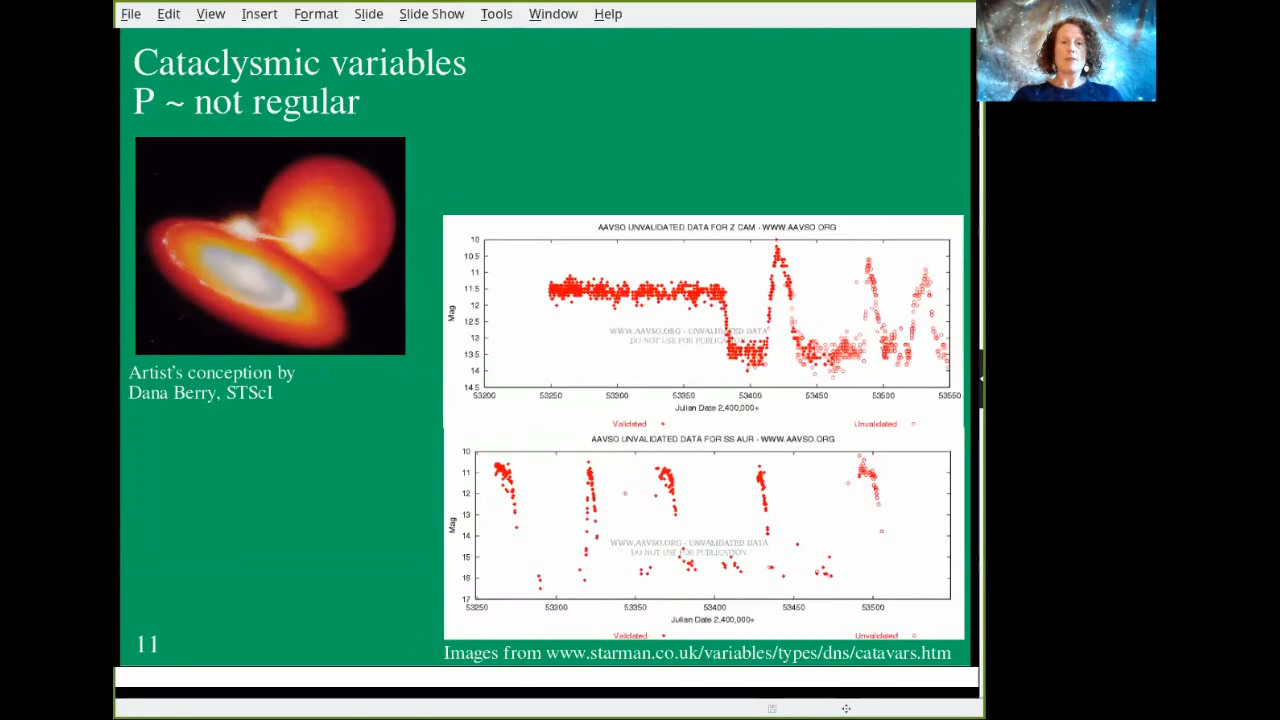 File Edit View Insert Format Slide Slide Show Tools Window Help
Cataclysmic variables
P ~ not regular
Artist's conception by
Dana Berry, STScI
AAVSO UNVALIDATED DATA FOR Z CAM - WWW.AAVSO.ORG
10
10.5
11
11.5
12
12.5
13
13.5
14
14.5
Mag
WWW.AAVSO.ORG - UNVALIDATED DATA
DO NOT USE FOR PUBLICATION
53200 53250 53300 53350 53400 53450 53500 53550
Julian Date 2,400,000+
Validated Unvalidated
AAVSO UNVALIDATED DATA FOR SS AUR - WWW.AAVSO.ORG
10
11
12
13
14
15
16
17
Mag
WWW.AAVSO.ORG - UNVALIDATED DATA
DO NOT USE FOR PUBLICATION
53250 53300 53350 53400 53450 53500
Julian Date 2,400,000+
Validated Unvalidated
11
Images from www.starman.co.uk/variables/types/dns/catavars.htm